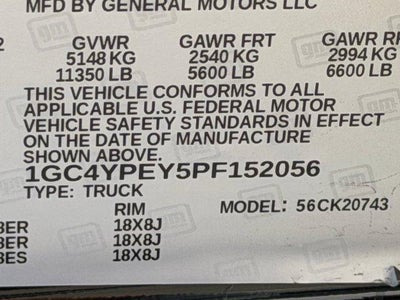 MFD BY GENERAL MOTORS LLC
GVWR GAWR FRT GAWR RR
5148 KG 2540 KG 2994 KG
11350 LB 5600 LB 6600 LB
THIS VEHICLE CONFORMS TO ALL
APPLICABLE U.S. FEDERAL MOTOR
VEHICLE SAFETY STANDARDS IN EFFECT
ON THE DATE OF MANUFACTURE
SHOWN ABOVE.
1GC4YPEY5PF152056
TYPE: TRUCK
RIM MODEL: 56CK20743
BER 18X8J
BER 18X8J
BES 18X8J